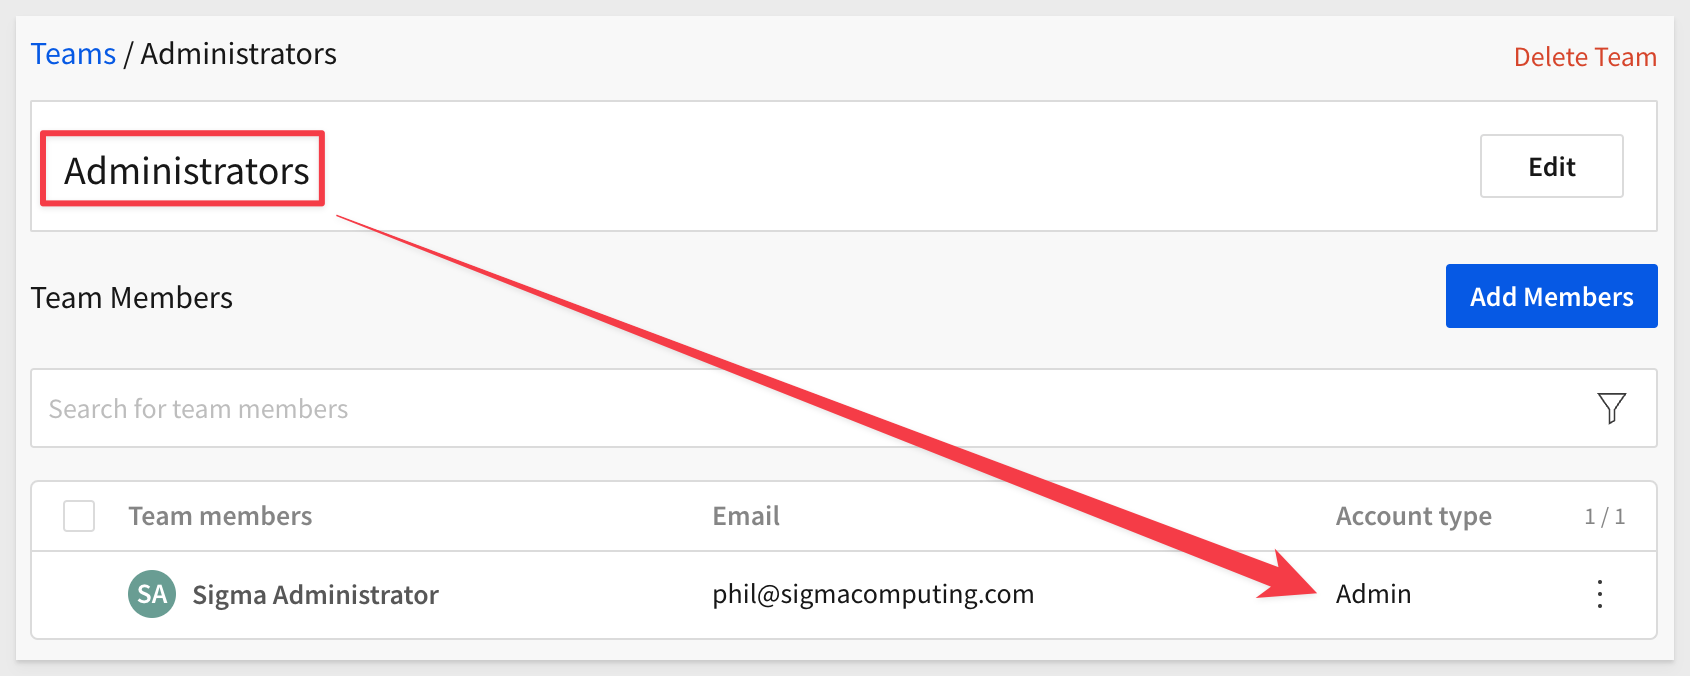 Teams / Administrators
Delete Team
Administrators
Edit
Team Members
Add Members
Search for team members
Team members Email Account type 1 / 1
SA Sigma Administrator phil@sigmacomputing.com Admin